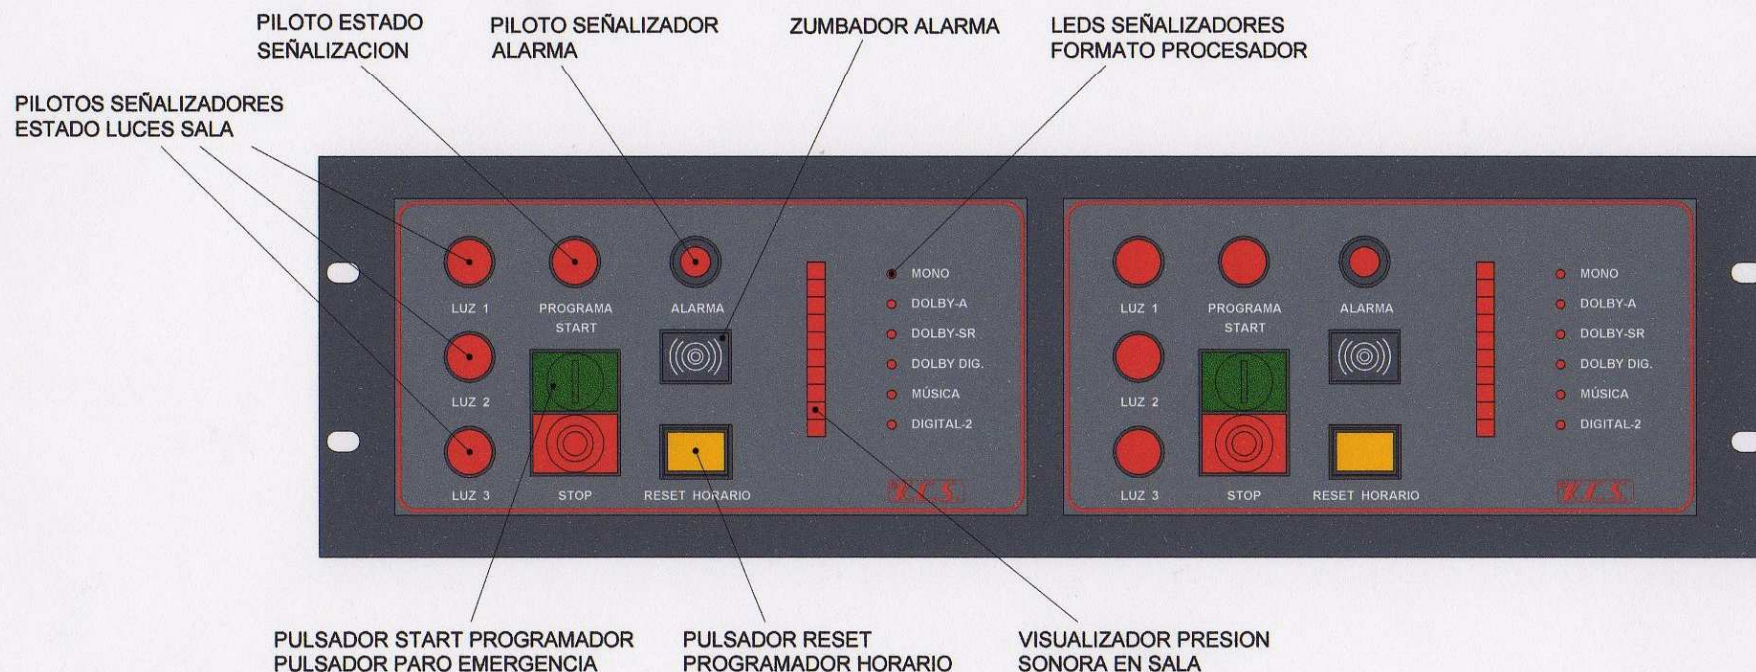 PILOTO ESTADO
SEÑALIZACION
PILOTO SEÑALIZADOR
ALARMA
ZUMBADOR ALARMA
LEDS SEÑALIZADORES
FORMATO PROCESADOR
PILOTOS SEÑALIZADORES
ESTADO LUCES SALA
LUZ 1
PROGRAMA
START
ALARMA
LUZ 2
LUZ 3
STOP
RESET HORARIO
MONO
DOLBY-A
DOLBY-SR
DOLBY DIG.
MÚSICA
DIGITAL-2
K.C.S.
LUZ 1
PROGRAMA
START
ALARMA
LUZ 2
LUZ 3
STOP
RESET HORARIO
MONO
DOLBY-A
DOLBY-SR
DOLBY DIG.
MÚSICA
DIGITAL-2
K.C.S.
PULSADOR START PROGRAMADOR
PULSADOR PARO EMERGENCIA
PULSADOR RESET
PROGRAMADOR HORARIO
VISUALIZADOR PRESION
SONORA EN SALA